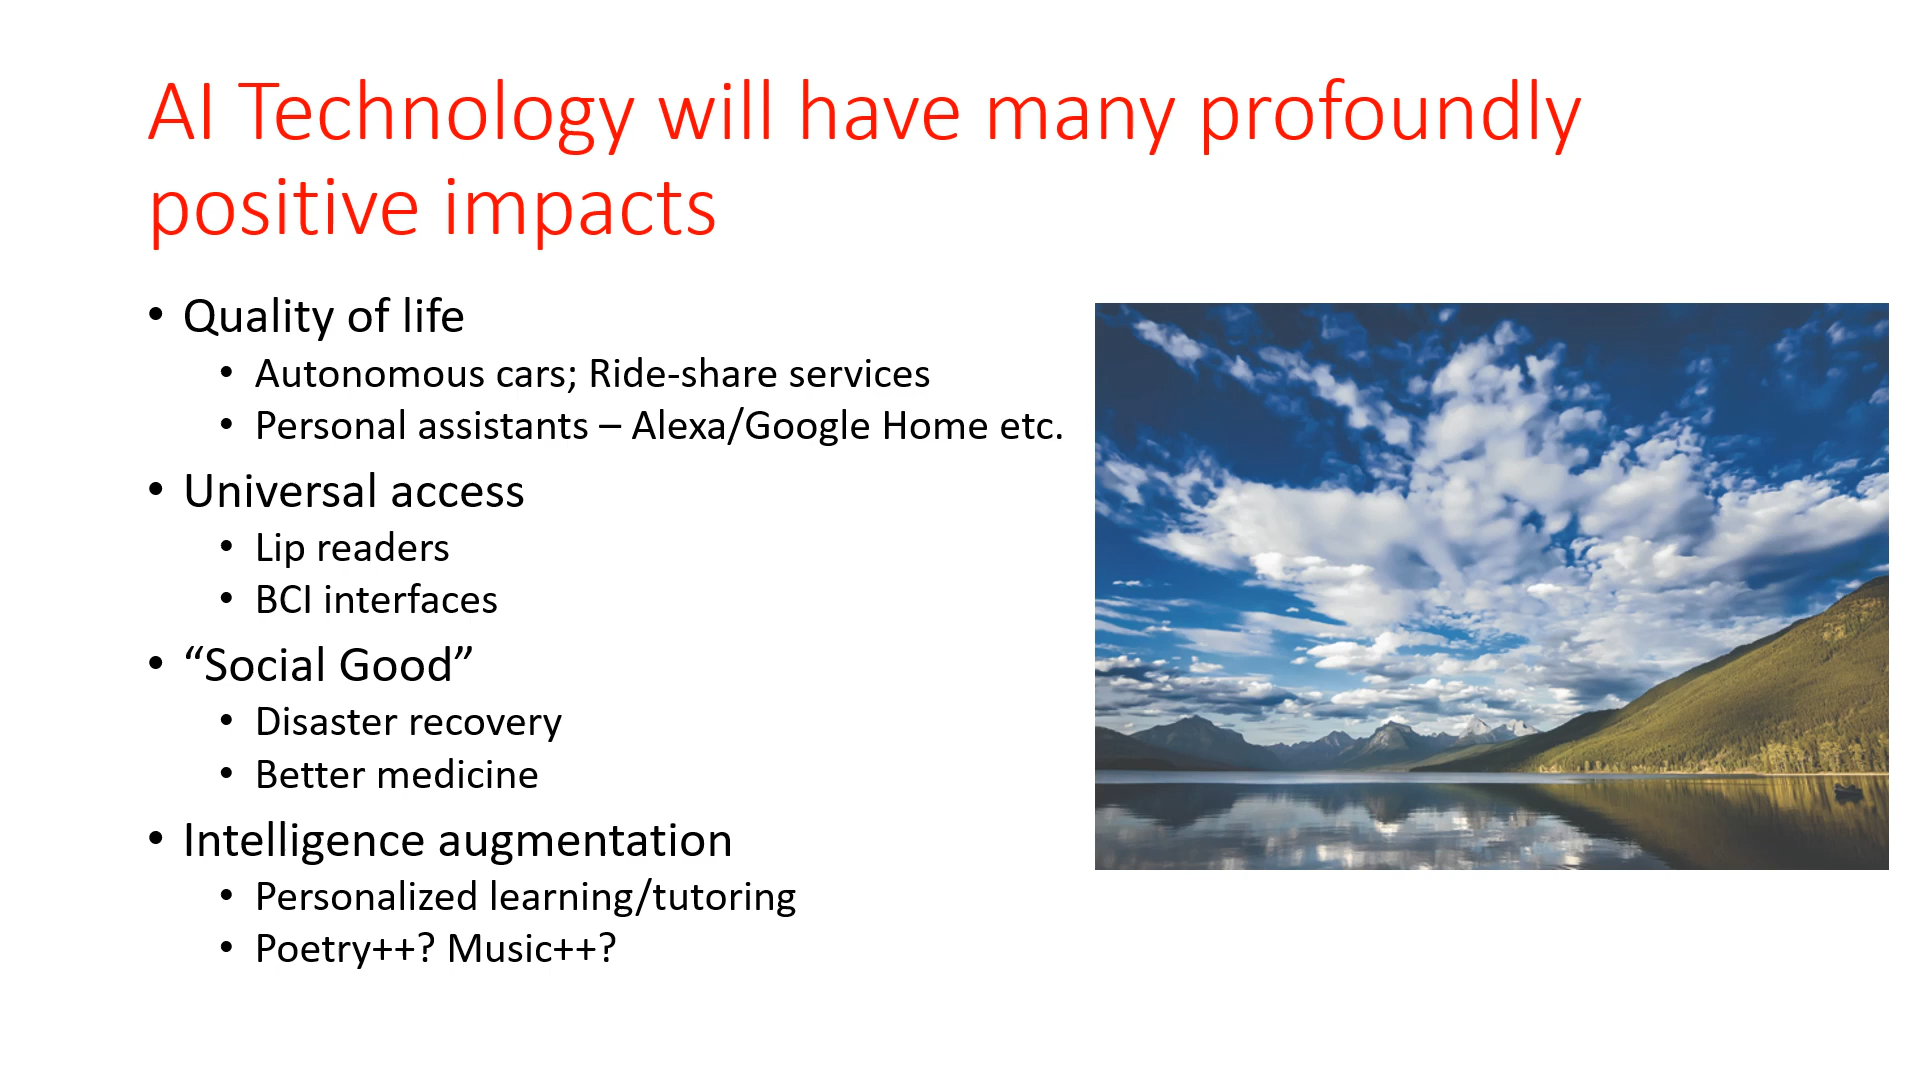 AI Technology will have many profoundly
positive impacts
• Quality of life
• Autonomous cars; Ride-share services
• Personal assistants – Alexa/Google Home etc.
• Universal access
• Lip readers
• BCI interfaces
• “Social Good”
• Disaster recovery
• Better medicine
• Intelligence augmentation
• Personalized learning/tutoring
• Poetry++? Music++?